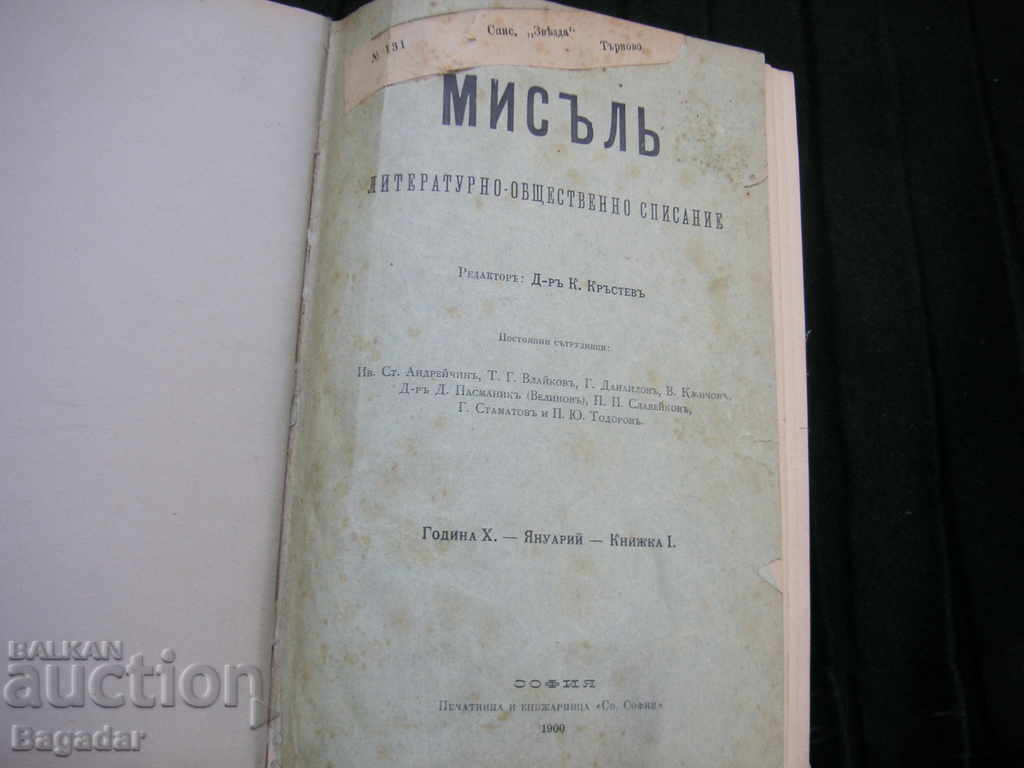 № 131
Спис. „Звѣзда“
Търново
МИСЪЛЬ
ЛИТЕРАТУРНО-ОБЩЕСТВЕННО СПИСАНИЕ
Редакторъ: Д-ръ К. Кръстевъ
Постоянни сътрудници:
Ив. Ст. Андрейчинъ, Т. Г. Влайковъ, Г. Данаиловъ, В. Кѫнчовъ,
Д-ръ Д. Пасманикъ (Велиновъ), П. П. Славейковъ,
Г. Стаматовъ и П. Ю. Тодоровъ.
Година X. — Януарий — Книжка I.
СОФИЯ
Печатница и книжарница «Св. София»
1900
BALKAN
auction
Bagadar